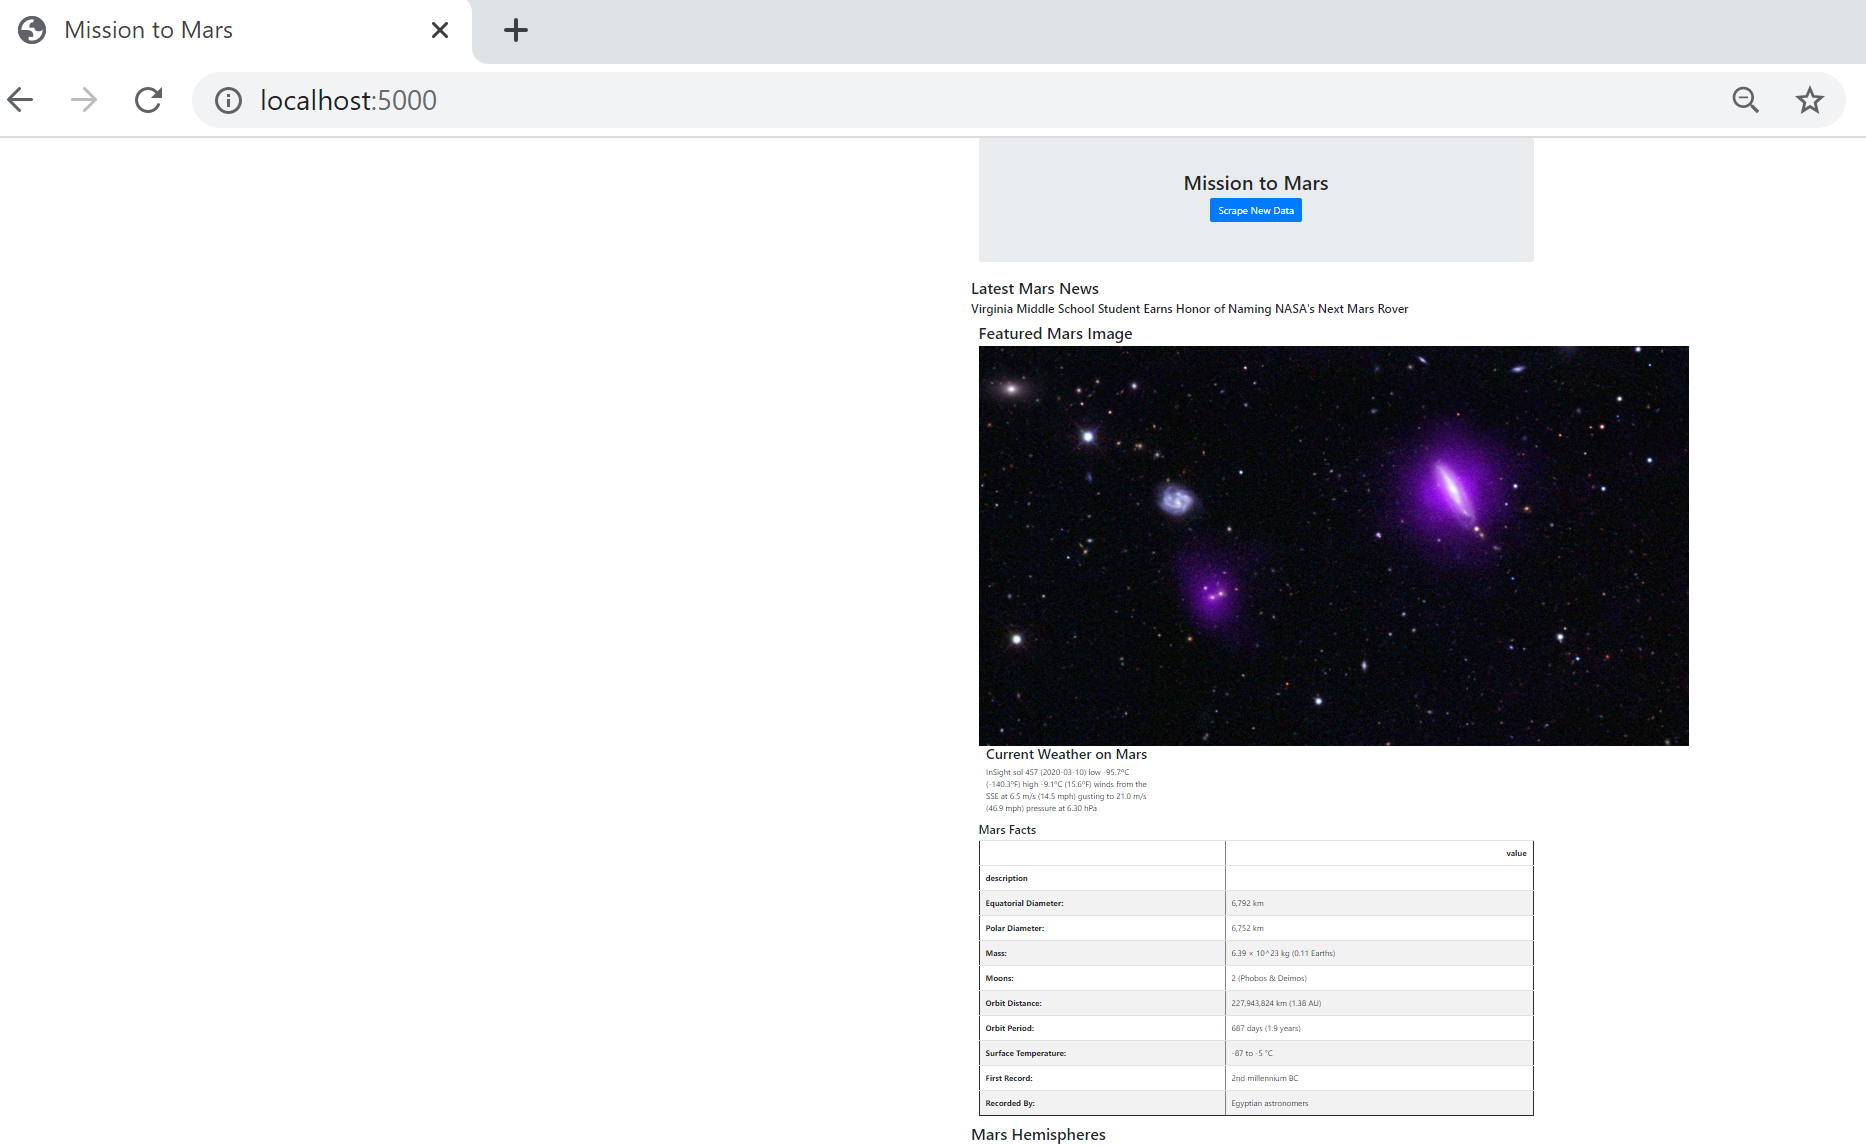 Mission to Mars
localhost:5000
Mission to Mars
Scrape New Data
Latest Mars News
Virginia Middle School Student Earns Honor of Naming NASA's Next Mars Rover
Featured Mars Image
Current Weather on Mars
InSight sol 457 (2020-03-10) low -95.7ºC
(-140.3ºF) high -9.1ºC (15.6ºF) winds from the
SSE at 6.5 m/s (14.5 mph) gusting to 21.0 m/s
(46.9 mph) pressure at 6.30 hPa
Mars Facts
value
description
Equatorial Diameter: 6,792 km
Polar Diameter: 6,752 km
Mass: 6.39 × 10^23 kg (0.11 Earths)
Moons: 2 (Phobos & Deimos)
Orbit Distance: 227,943,824 km (1.38 AU)
Orbit Period: 687 days (1.9 years)
Surface Temperature: -87 to -5 °C
First Record: 2nd millennium BC
Recorded By: Egyptian astronomers
Mars Hemispheres